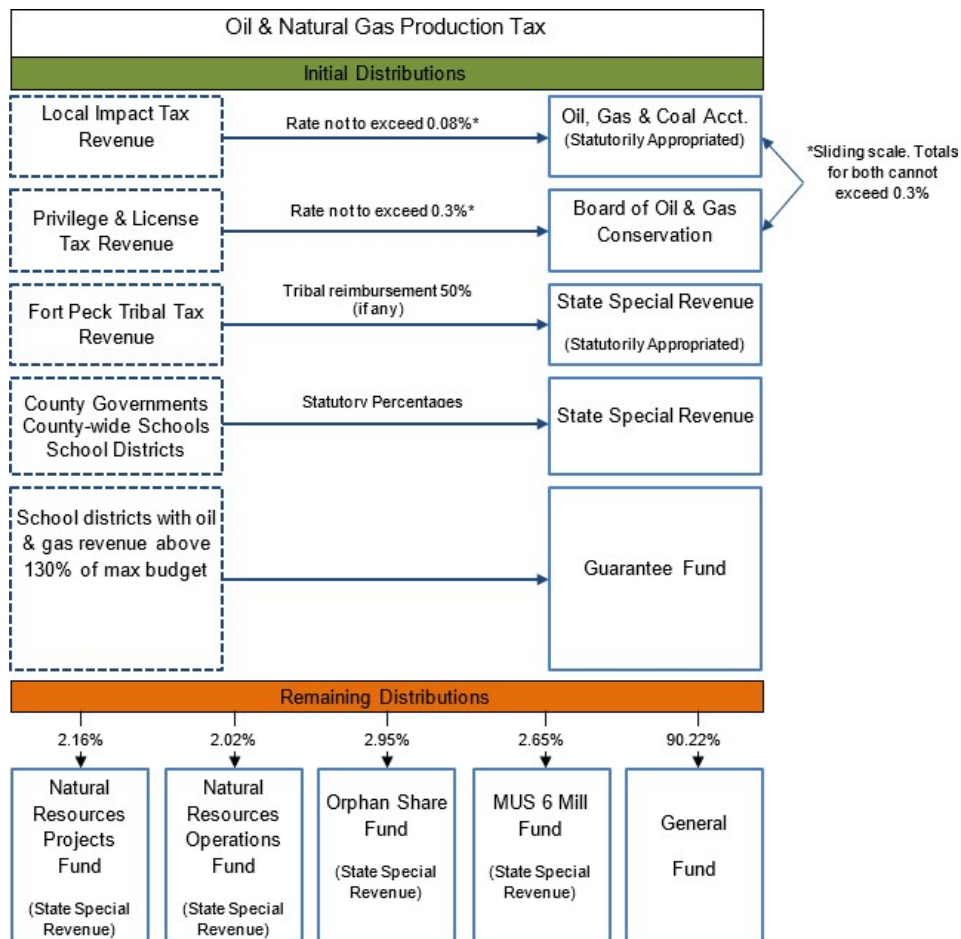 Oil & Natural Gas Production Tax
Initial Distributions
Local Impact Tax
Revenue
Rate not to exceed 0.08%*
Oil, Gas & Coal Acct.
(Statutorily Appropriated)
*Sliding scale. Totals
for both cannot
exceed 0.3%
Privilege & License
Tax Revenue
Rate not to exceed 0.3%*
Board of Oil & Gas
Conservation
Fort Peck Tribal Tax
Revenue
Tribal reimbursement 50%
(if any)
State Special Revenue
(Statutorily Appropriated)
County Governments
County-wide Schools
School Districts
Statutory Percentages
State Special Revenue
School districts with oil
& gas revenue above
130% of max budget
Guarantee Fund
Remaining Distributions
2.16%
2.02%
2.95%
2.65%
90.22%
Natural
Resources
Projects
Fund
(State Special
Revenue)
Natural
Resources
Operations
Fund
(State Special
Revenue)
Orphan Share
Fund
(State Special
Revenue)
MUS 6 Mill
Fund
(State Special
Revenue)
General
Fund